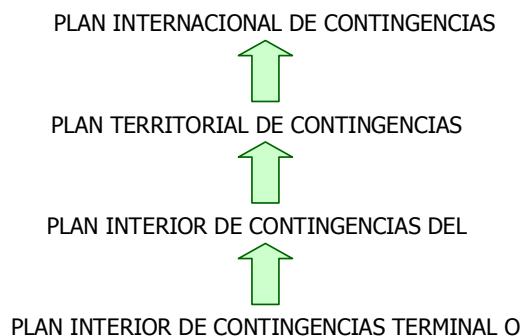 PLAN INTERNACIONAL DE CONTINGENCIAS
PLAN TERRITORIAL DE CONTINGENCIAS
PLAN INTERIOR DE CONTINGENCIAS DEL
PLAN INTERIOR DE CONTINGENCIAS TERMINAL O